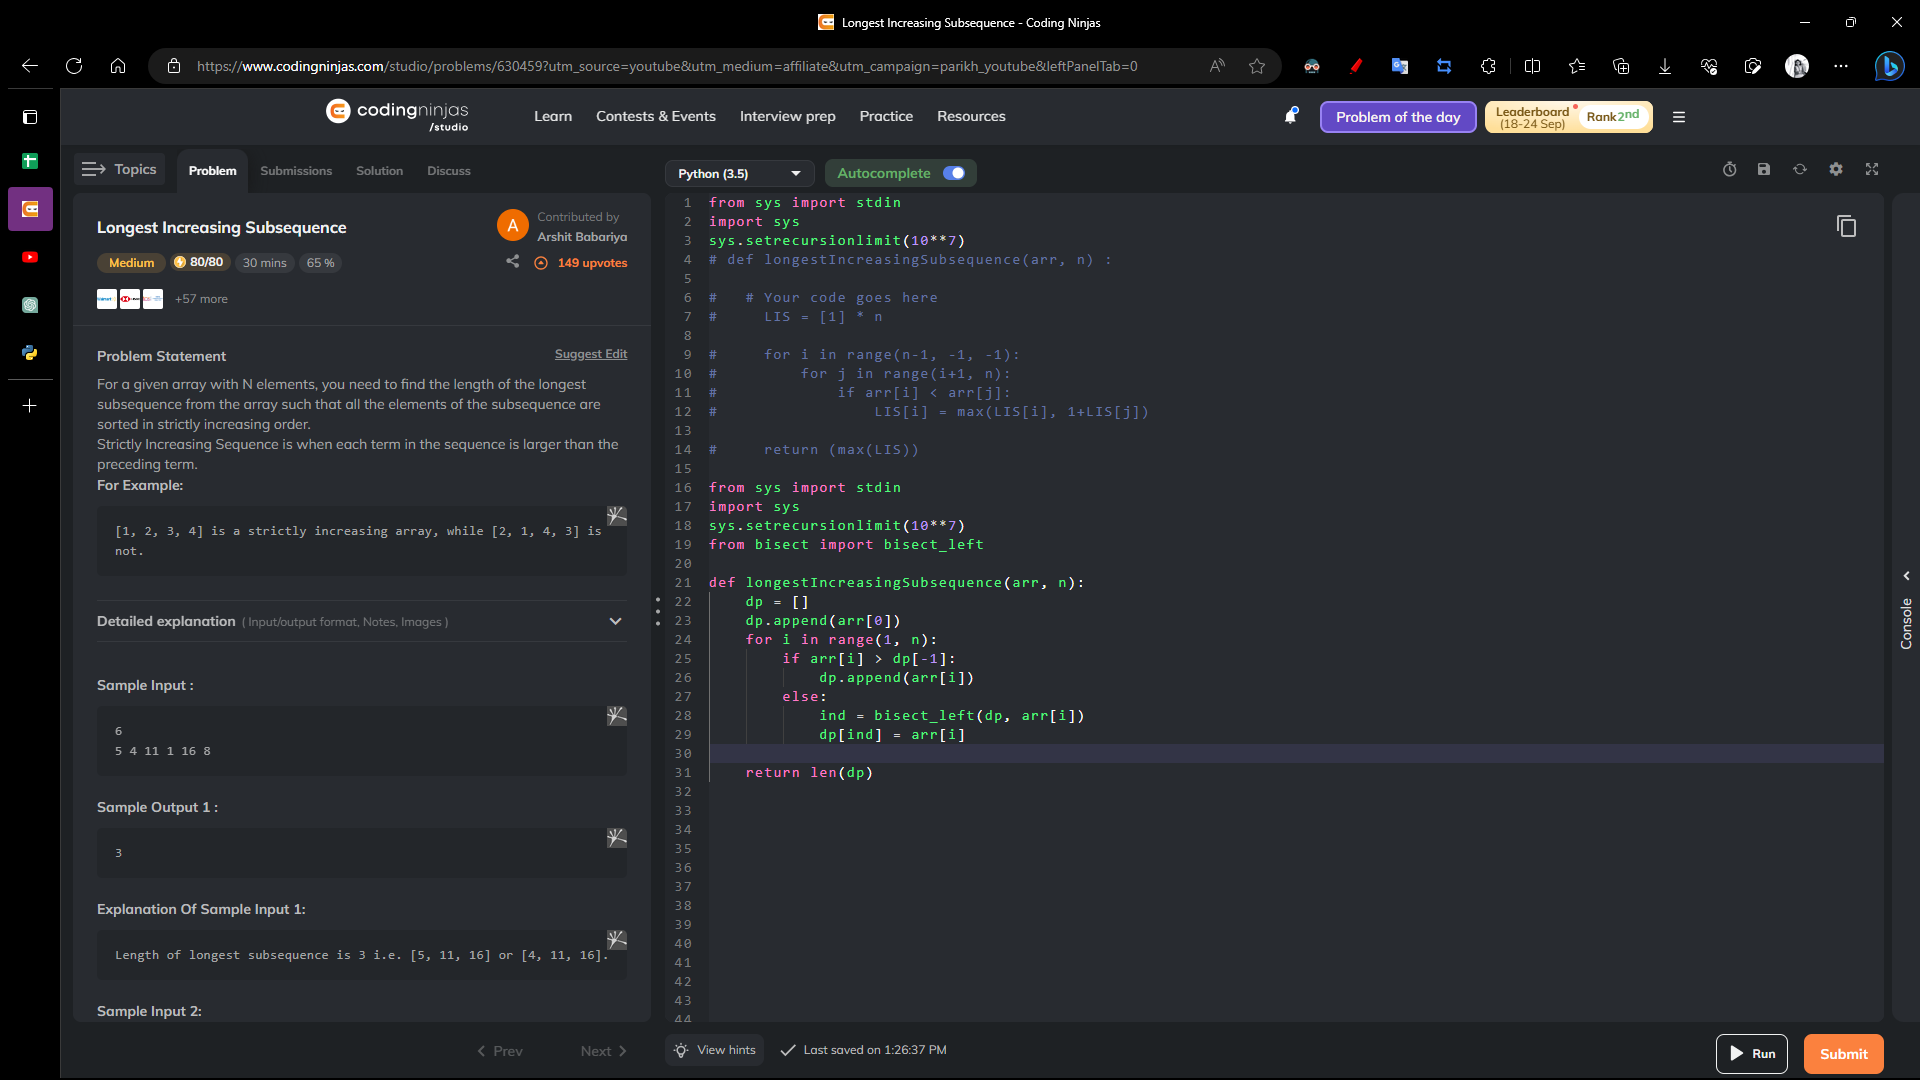 Longest Increasing Subsequence - Coding Ninjas
https://www.codingninjas.com/studio/problems/630459?utm_source=youtube&utm_medium=affiliate&utm_campaign=parikh_youtube&leftPanelTab=0
codingninjas
/studio
Learn
Contests & Events
Interview prep
Practice
Resources
Problem of the day
Leaderboard
(18-24 Sep)
Rank2nd
Topics
Problem
Submissions
Solution
Discuss
Longest Increasing Subsequence
A
Contributed by
Arshit Babariya
Medium
80/80
30 mins
65 %
149 upvotes
+57 more
Problem Statement
Suggest Edit
For a given array with N elements, you need to find the length of the longest
subsequence from the array such that all the elements of the subsequence are
sorted in strictly increasing order.
Strictly Increasing Sequence is when each term in the sequence is larger than the
preceding term.
For Example:
[1, 2, 3, 4] is a strictly increasing array, while [2, 1, 4, 3] is
not.
Detailed explanation ( Input/output format, Notes, Images )
Sample Input :
6
5 4 11 1 16 8
Sample Output 1 :
3
Explanation Of Sample Input 1:
Length of longest subsequence is 3 i.e. [5, 11, 16] or [4, 11, 16].
Sample Input 2:
Prev
Next
Python (3.5)
Autocomplete
1 from sys import stdin
2 import sys
3 sys.setrecursionlimit(10**7)
4 # def longestIncreasingSubsequence(arr, n) :
5
6 #   # Your code goes here
7 #     LIS = [1] * n
8
9 #     for i in range(n-1, -1, -1):
10 #         for j in range(i+1, n):
11 #             if arr[i] < arr[j]:
12 #                 LIS[i] = max(LIS[i], 1+LIS[j])
13
14 #     return (max(LIS))
15
16 from sys import stdin
17 import sys
18 sys.setrecursionlimit(10**7)
19 from bisect import bisect_left
20
21 def longestIncreasingSubsequence(arr, n):
22     dp = []
23     dp.append(arr[0])
24     for i in range(1, n):
25         if arr[i] > dp[-1]:
26             dp.append(arr[i])
27         else:
28             ind = bisect_left(dp, arr[i])
29             dp[ind] = arr[i]
30
31     return len(dp)
32
33
34
35
36
37
38
39
40
41
42
43
44
Console
View hints
Last saved on 1:26:37 PM
Run
Submit